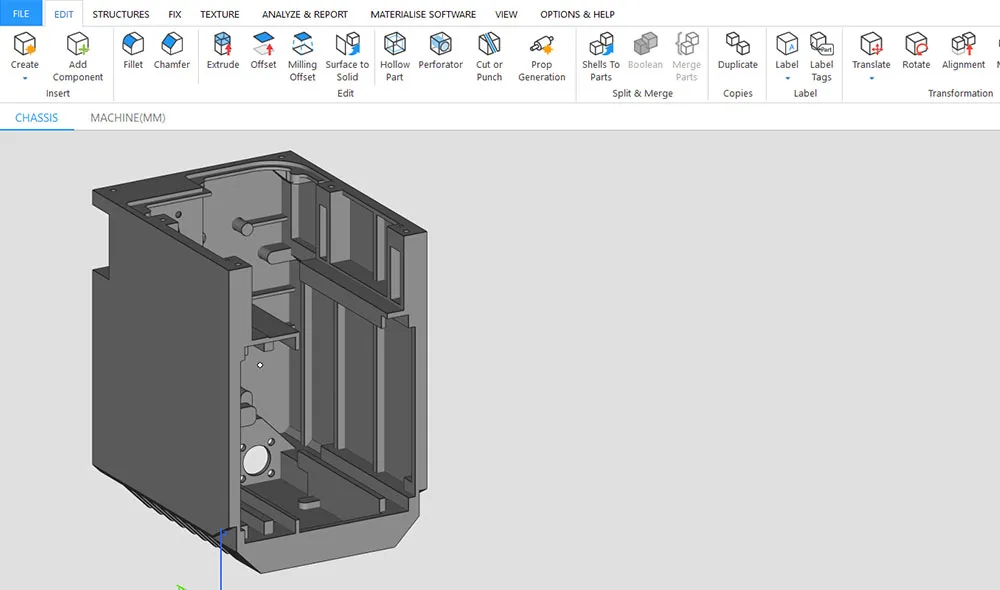 FILE EDIT STRUCTURES FIX TEXTURE ANALYZE & REPORT MATERIALISE SOFTWARE VIEW OPTIONS & HELP
Create Add Fillet Chamfer Extrude Offset Milling Surface to Hollow Perforator Cut or Prop Shells To Boolean Merge Duplicate Label Label Translate Rotate Alignment
Component Offset Solid Part Punch Generation Parts Parts Tags
Insert Edit Split & Merge Copies Label Transformation
CHASSIS MACHINE(MM)